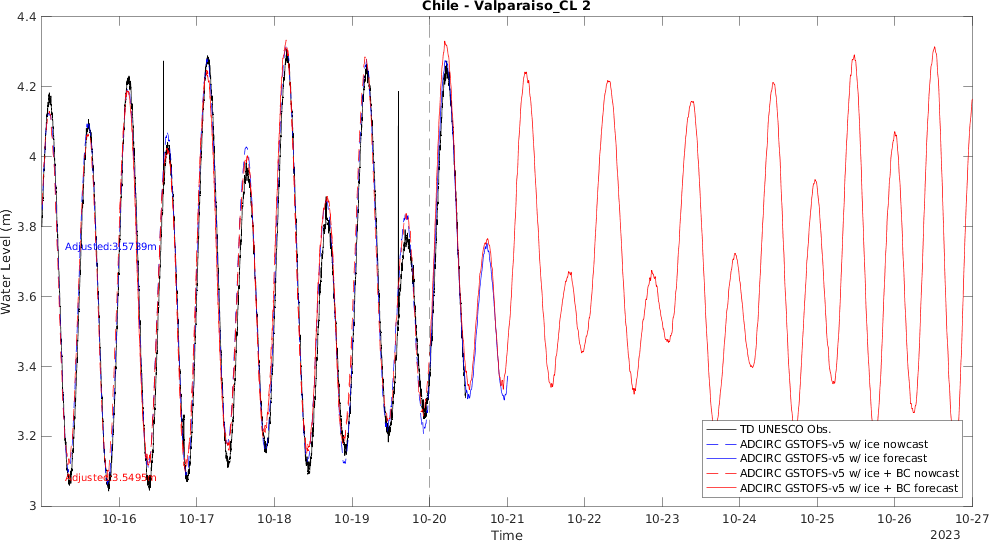 Chile - Valparaiso_CL 2
4.4
4.2
4
3.8
3.6
3.4
3.2
3
Water Level (m)
Adjusted:3.5739m
Adjusted:3.5495m
TD UNESCO Obs.
ADCIRC GSTOFS-v5 w/ ice nowcast
ADCIRC GSTOFS-v5 w/ ice forecast
ADCIRC GSTOFS-v5 w/ ice + BC nowcast
ADCIRC GSTOFS-v5 w/ ice + BC forecast
10-16 10-17 10-18 10-19 10-20 10-21 10-22 10-23 10-24 10-25 10-26 10-27
Time
2023